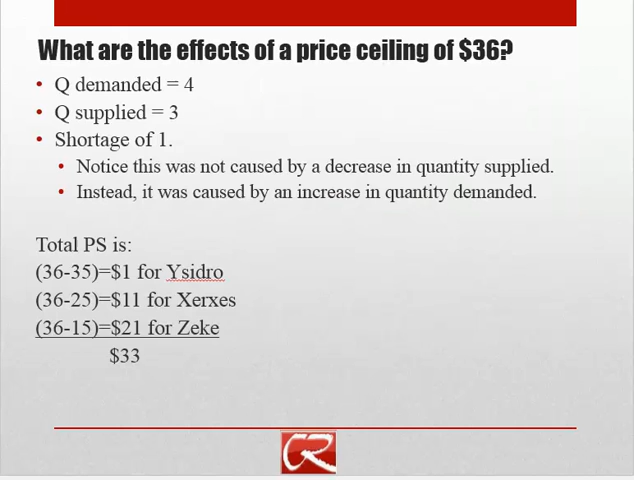 What are the effects of a price ceiling of $36?
• Q demanded = 4
• Q supplied = 3
• Shortage of 1.
• Notice this was not caused by a decrease in quantity supplied.
• Instead, it was caused by an increase in quantity demanded.
Total PS is:
(36-35)=$1 for Ysidro
(36-25)=$11 for Xerxes
(36-15)=$21 for Zeke
$33
CR